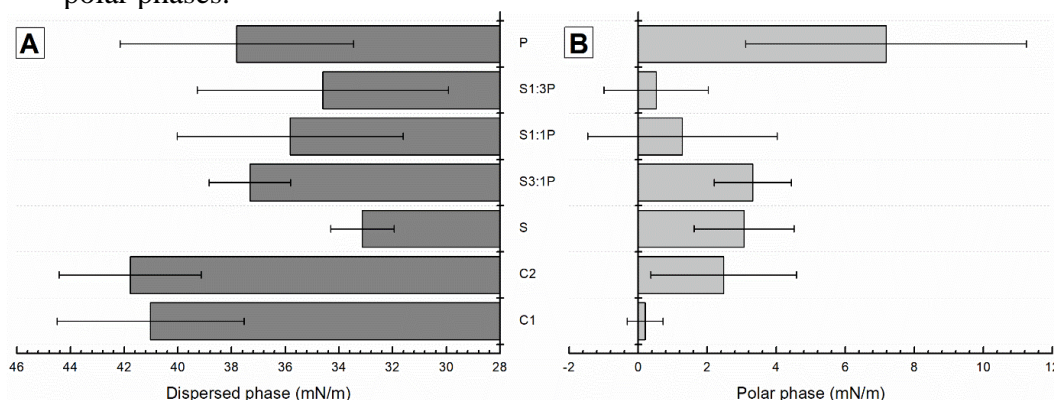 polar phases.
A B
P
S1:3P
S1:1P
S3:1P
S
C2
C1
46 44 42 40 38 36 34 32 30 28 -2 0 2 4 6 8 10 12
Dispersed phase (mN/m) Polar phase (mN/m)